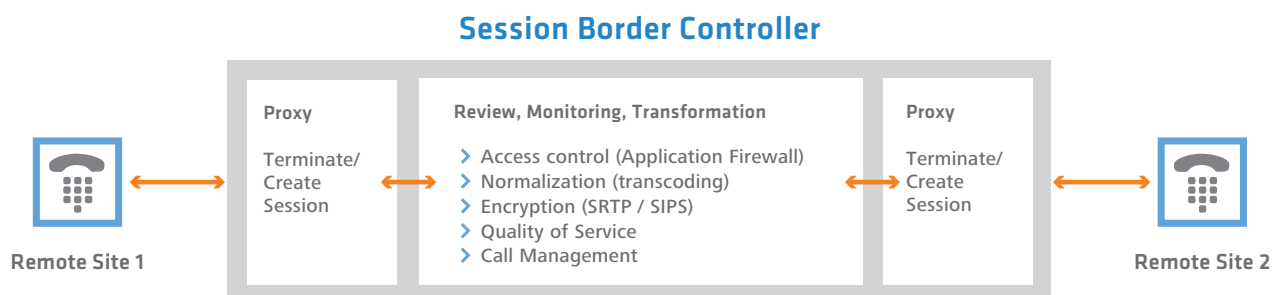 Session Border Controller
Proxy
Terminate/
Create
Session
Review, Monitoring, Transformation
Access control (Application Firewall)
Normalization (transcoding)
Encryption (SRTP / SIPS)
Quality of Service
Call Management
Proxy
Terminate/
Create
Session
Remote Site 1
Remote Site 2